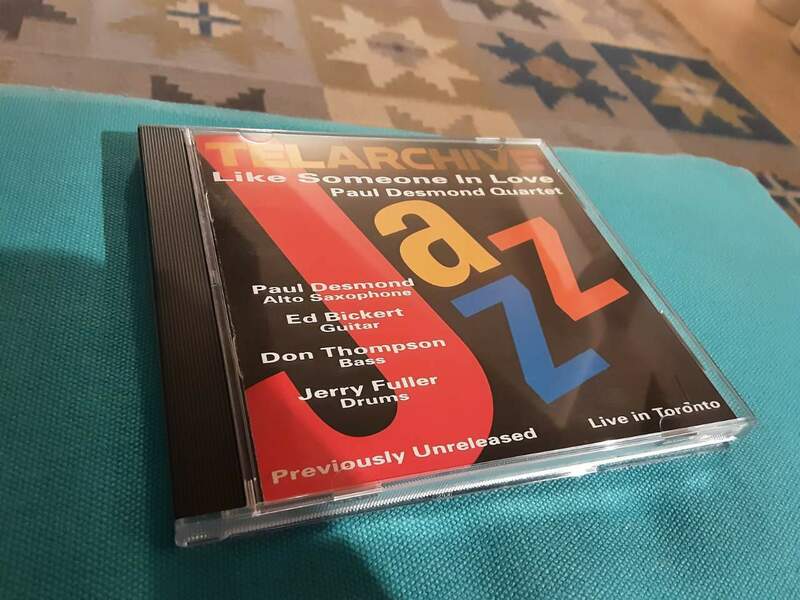 TELARCHIVE
Like Someone In Love
Paul Desmond Quartet
Jazz
Paul Desmond
Alto Saxophone
Ed Bickert
Guitar
Don Thompson
Bass
Jerry Fuller
Drums
Previously Unreleased
Live in Toronto